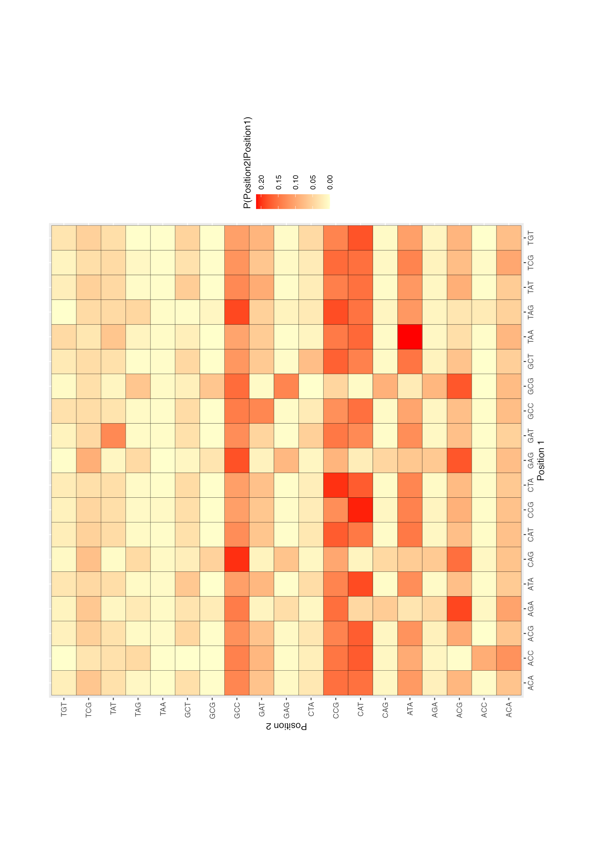 P(Position2|Position1)
0.20
0.15
0.10
0.05
0.00
TGT
TCG
TAT
TAG
TAA
GCT
GCG
GCC
GAT
GAG
CTA
CCG
CAT
CAG
ATA
AGA
ACG
ACC
ACA
Position 2
ACA
ACC
ACG
AGA
ATA
CAG
CAT
CCG
CTA
GAG
GAT
GCC
GCG
GCT
TAA
TAG
TAT
TCG
TGT
Position 1